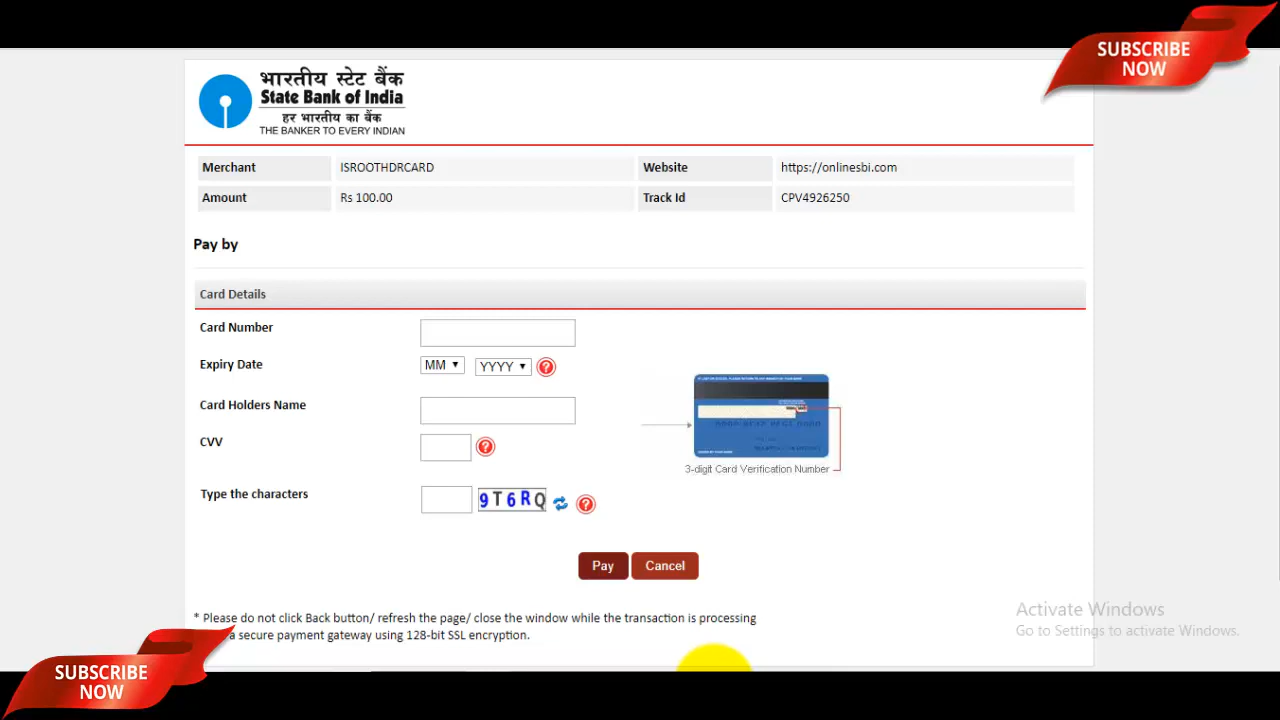 SUBSCRIBE
NOW
भारतीय स्टेट बैंक
State Bank of India
हर भारतीय का बैंक
THE BANKER TO EVERY INDIAN
Merchant ISROOTHDRCARD Website https://onlinesbi.com
Amount Rs 100.00 Track Id CPV4926250
Pay by
Card Details
Card Number
Expiry Date MM YYYY ?
Card Holders Name
CVV ?
3-digit Card Verification Number
Type the characters 9T6RQ ?
Pay Cancel
* Please do not click Back button/ refresh the page/ close the window while the transaction is processing
a secure payment gateway using 128-bit SSL encryption.
Activate Windows
Go to Settings to activate Windows.
SUBSCRIBE
NOW